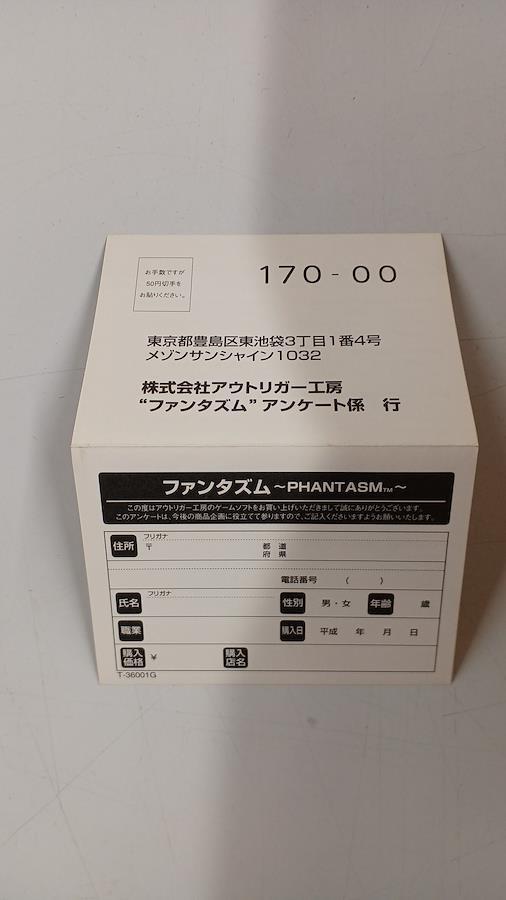 お手数ですが
50円切手を
お貼りください。
170-00
東京都豊島区東池袋3丁目1番4号
メゾンサンシャイン1032
株式会社アウトリガー工房
“ファンタズム”アンケート係 行
ファンタズム～PHANTASM™～
この度はアウトリガー工房のゲームソフトをお買い上げいただきまして誠にありがとうございます。
このアンケートは、今後の商品企画に役立てて参りますので、ご記入くださいますようお願いいたします。
住所 フリガナ
〒 都 道
府 県
電話番号 ( )
氏名 フリガナ 性別 男・女 年齢 歳
職業 購入日 平成 年 月 日
購入価格 ¥ 購入店名
T-36001G